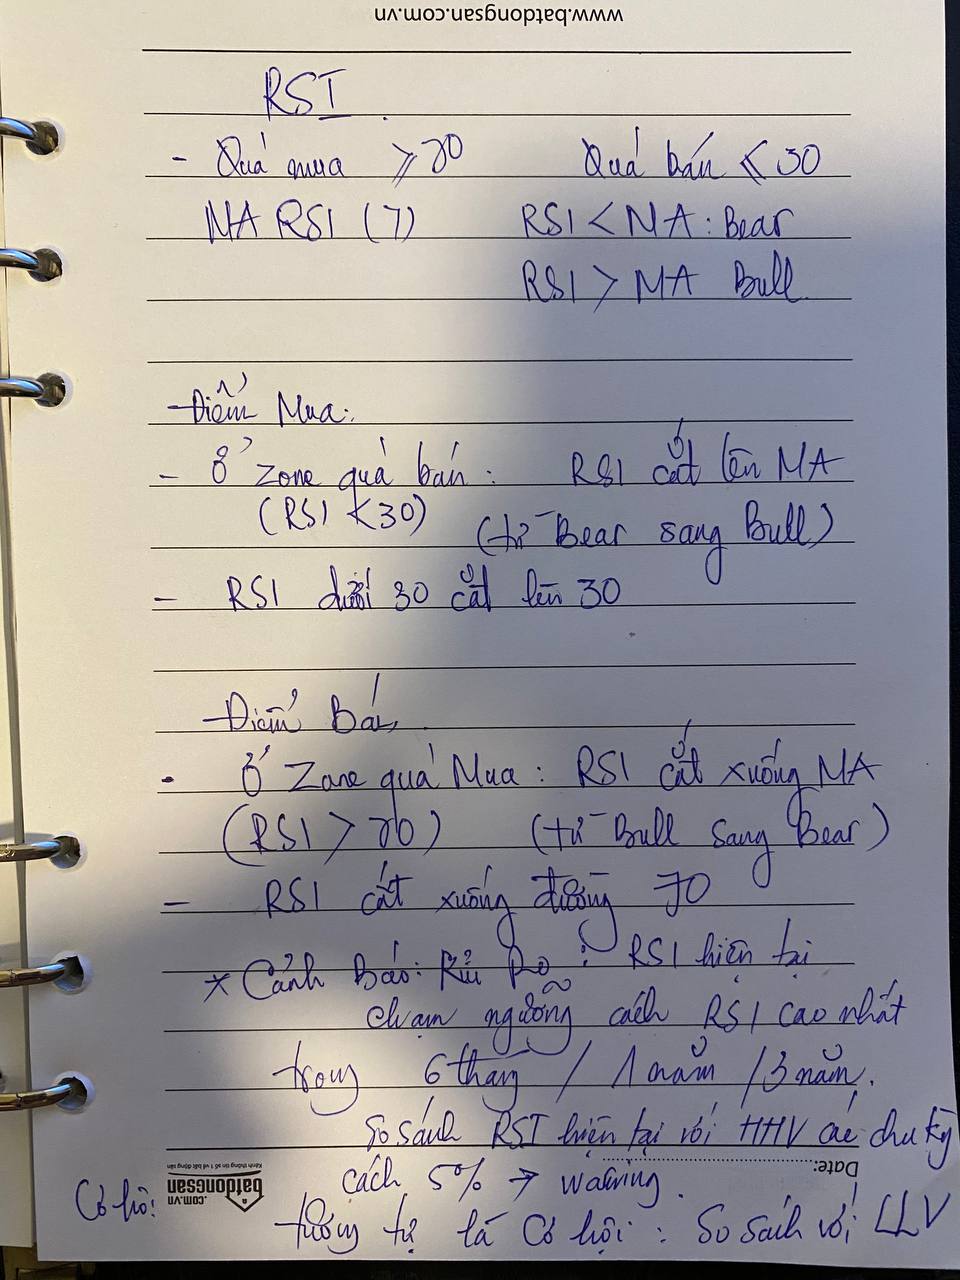 www.batdongsan.com.vn
RSI.
- Quá mua ⩾ 70 Quá bán ⩽ 30
MA RSI (7) RSI < MA : Bear
RSI > MA Bull
Điểm Mua:
- Ở Zone quá bán : RSI cắt lên MA
(RSI < 30) (từ Bear sang Bull)
- RSI dưới 30 cắt lên 30
Điểm Bán
- Ở Zone quá Mua : RSI cắt xuống MA
(RSI > 70) (từ Bull sang Bear)
- RSI cắt xuống đường 70
* Cảnh Báo: Rủi Ro : RSI hiện tại
chạm ngưỡng cách RSI cao nhất
trong 6 tháng / 1 năm / 3 năm.
So sánh RSI hiện tại với HHV các chu kỳ
Date:
cách 5% → warning.
batdongsan
.com.vn
Kênh thông tin số 1 về bất động sản
Cơ hội:
tương tự là Cơ hội : So sánh với LLV